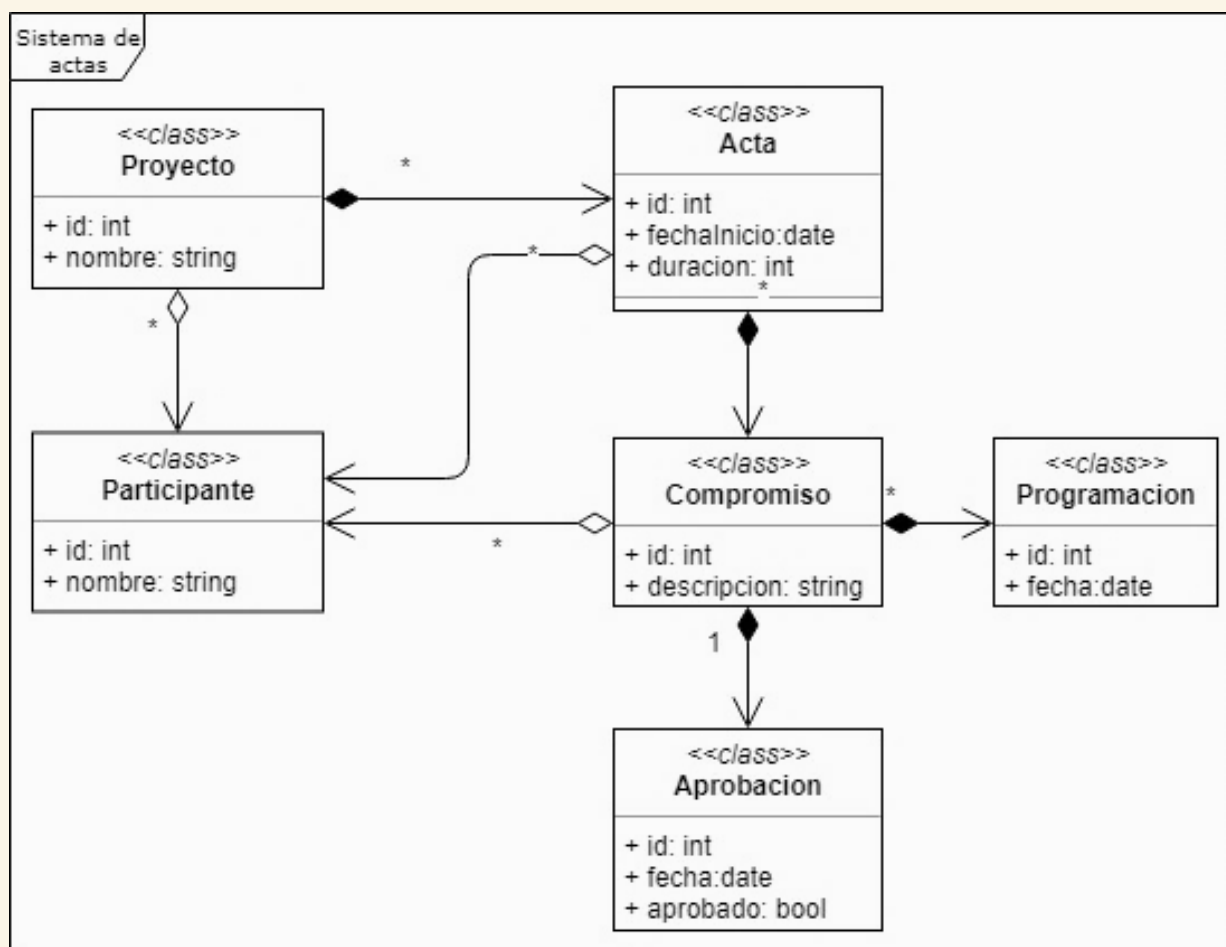 Sistema de
actas
<<class>>
Proyecto
+ id: int
+ nombre: string
*
*
<<class>>
Acta
+ id: int
+ fechaInicio:date
+ duracion: int
*
*
<<class>>
Participante
+ id: int
+ nombre: string
*
<<class>>
Compromiso
+ id: int
+ descripcion: string
*
1
<<class>>
Programacion
+ id: int
+ fecha:date
<<class>>
Aprobacion
+ id: int
+ fecha:date
+ aprobado: bool